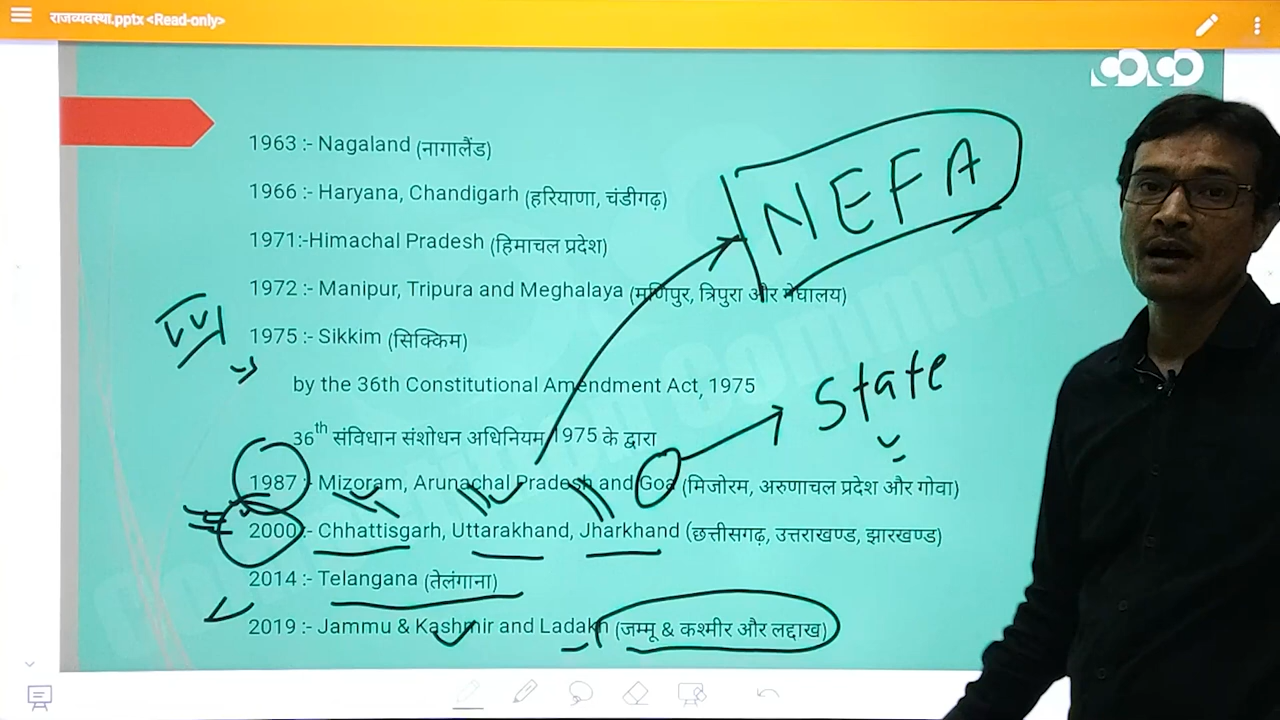 राजव्यवस्था.pptx <Read-only>
COCO
1963 :- Nagaland (नागालैंड)
1966 :- Haryana, Chandigarh (हरियाणा, चंडीगढ़)
1971:-Himachal Pradesh (हिमाचल प्रदेश)
1972 :- Manipur, Tripura and Meghalaya (मणिपुर, त्रिपुरा और मेघालय)
1975 :- Sikkim (सिक्किम)
by the 36th Constitutional Amendment Act, 1975
36th संविधान संशोधन अधिनियम 1975 के द्वारा
1987 :- Mizoram, Arunachal Pradesh and Goa (मिजोरम, अरुणाचल प्रदेश और गोवा)
2000 :- Chhattisgarh, Uttarakhand, Jharkhand (छत्तीसगढ़, उत्तराखण्ड, झारखण्ड)
2014 :- Telangana (तेलंगाना)
2019 :- Jammu & Kashmir and Ladakh (जम्मू & कश्मीर और लद्दाख)
NEFA
State